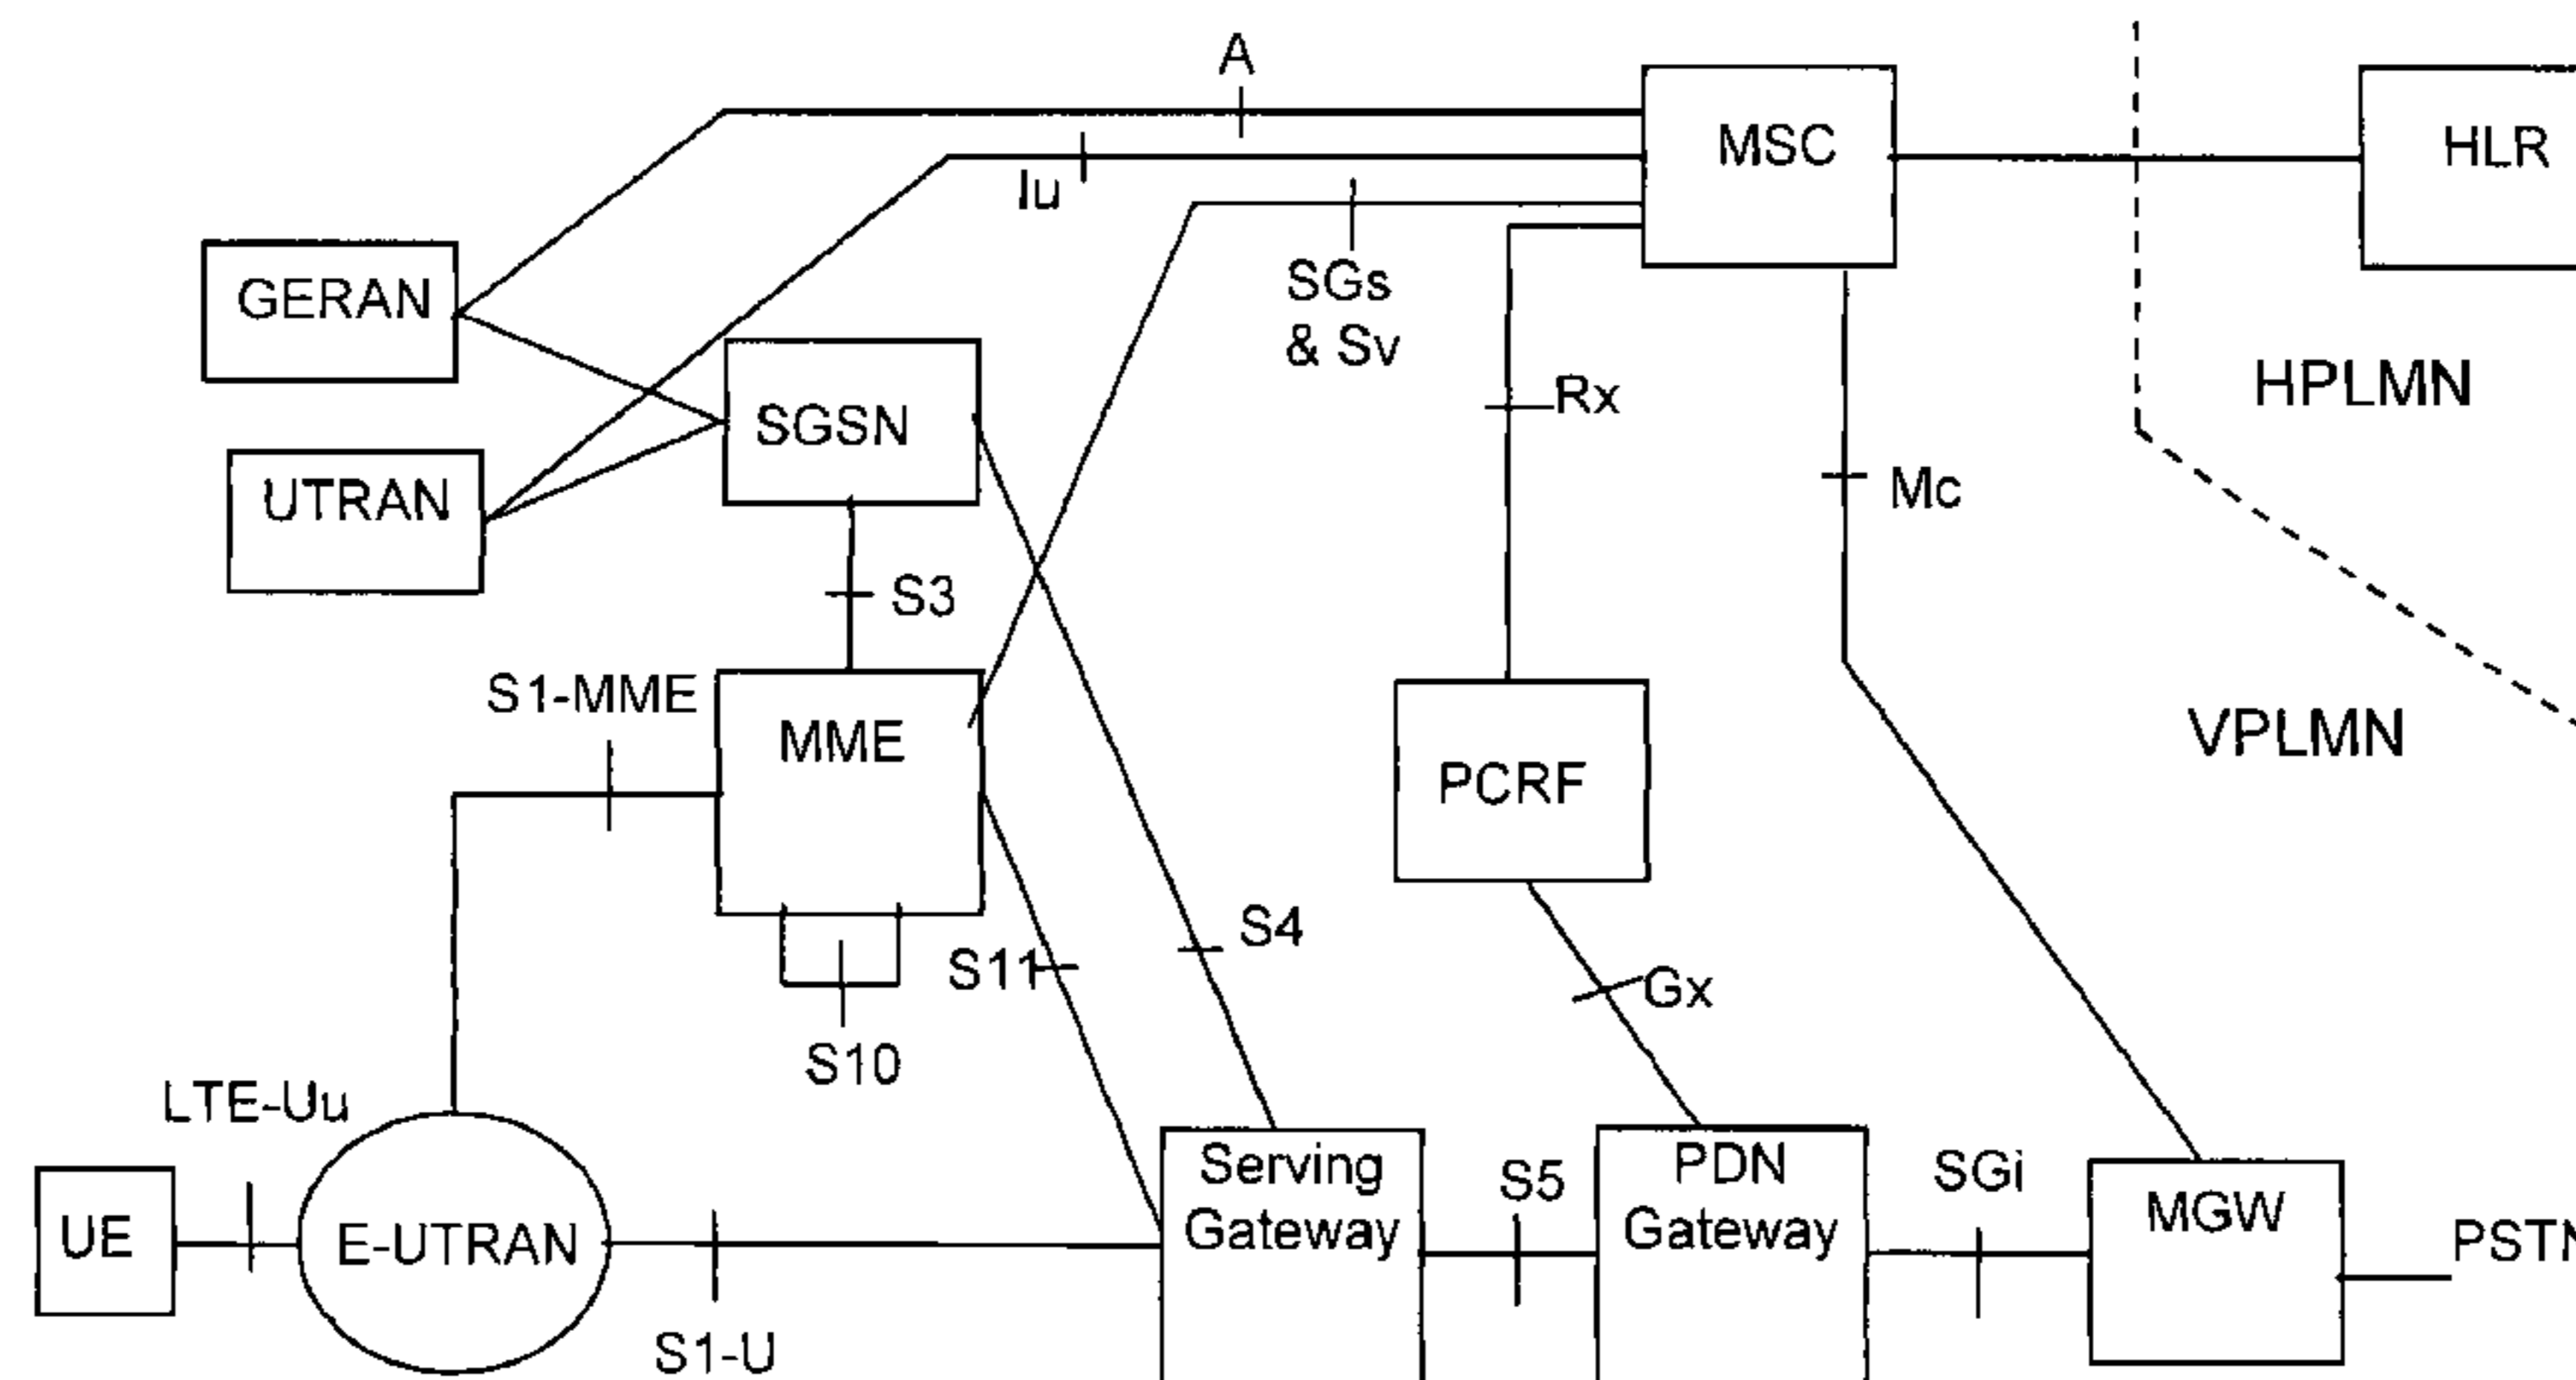 A
MSC
HLR
Iu
GERAN
SGs
& Sv
HPLMN
Rx
SGSN
Mc
UTRAN
S3
S1-MME
MME
VPLMN
PCRF
S4
S11
Gx
S10
LTE-Uu
Serving
Gateway
S5
PDN
Gateway
SGi
MGW
UE
E-UTRAN
PSTN
S1-U